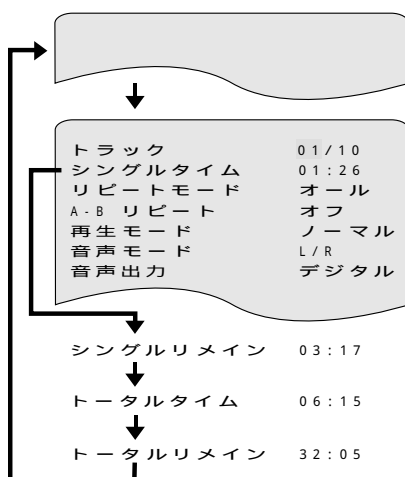 トラック 01/10
シングルタイム 01:26
リピートモード オール
A-B リピート オフ
再生モード ノーマル
音声モード L/R
音声出力 デジタル
シングルリメイン 03:17
トータルタイム 06:15
トータルリメイン 32:05